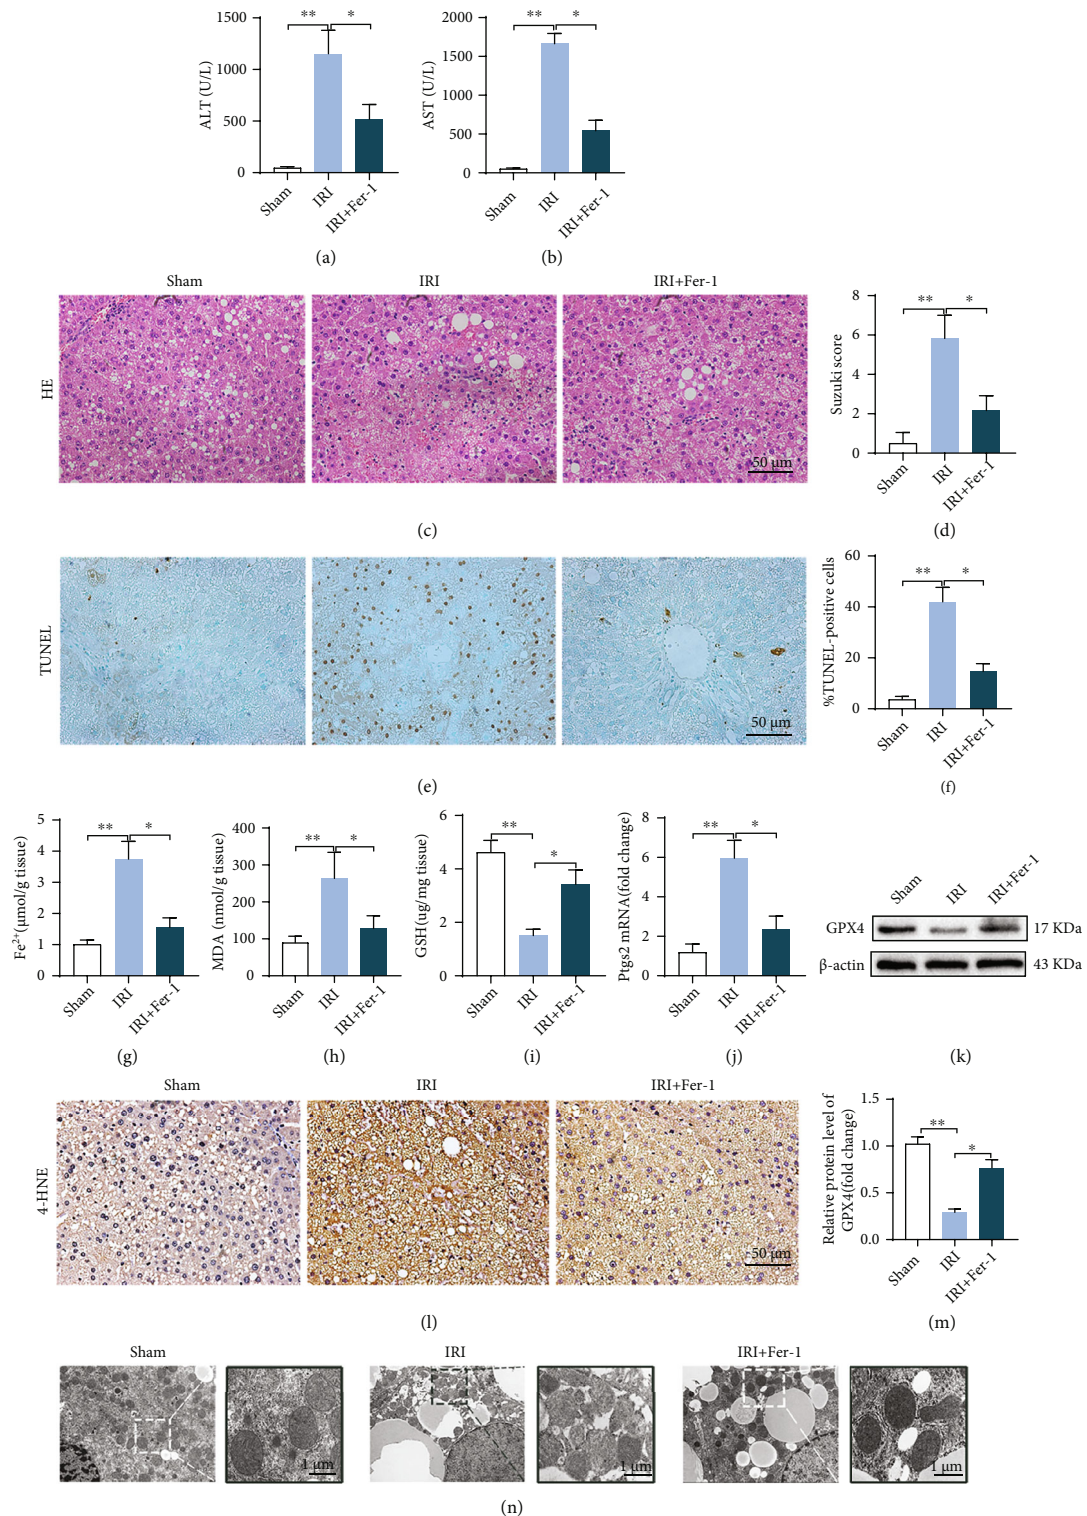 ALT (U/L)
1500
1000
500
0
** *
Sham
IRI
IRI+Fer-1
(a)
AST (U/L)
2000
1500
1000
500
0
** *
Sham
IRI
IRI+Fer-1
(b)
Sham IRI IRI+Fer-1
HE
50 μm
(c)
Suzuki score
8
6
4
2
0
** *
Sham
IRI
IRI+Fer-1
(d)
TUNEL
50 μm
(e)
%TUNEL-positive cells
60
40
20
0
** *
Sham
IRI
IRI+Fer-1
(f)
Fe²⁺(μmol/g tissue)
5
4
3
2
1
0
** *
Sham
IRI
IRI+Fer-1
(g)
MDA (nmol/g tissue)
400
300
200
100
0
** *
Sham
IRI
IRI+Fer-1
(h)
GSH(ug/mg tissue)
6
4
2
0
** *
Sham
IRI
IRI+Fer-1
(i)
Ptgs2 mRNA(fold change)
8
6
4
2
0
** *
Sham
IRI
IRI+Fer-1
(j)
Sham IRI IRI+Fer-1
GPX4 17 KDa
β-actin 43 KDa
(k)
Sham IRI IRI+Fer-1
4-HNE
50 μm
(l)
Relative protein level of
GPX4(fold change)
1.5
1.0
0.5
0.0
** *
Sham
IRI
IRI+Fer-1
(m)
Sham IRI IRI+Fer-1
1 μm 1 μm 1 μm
(n)